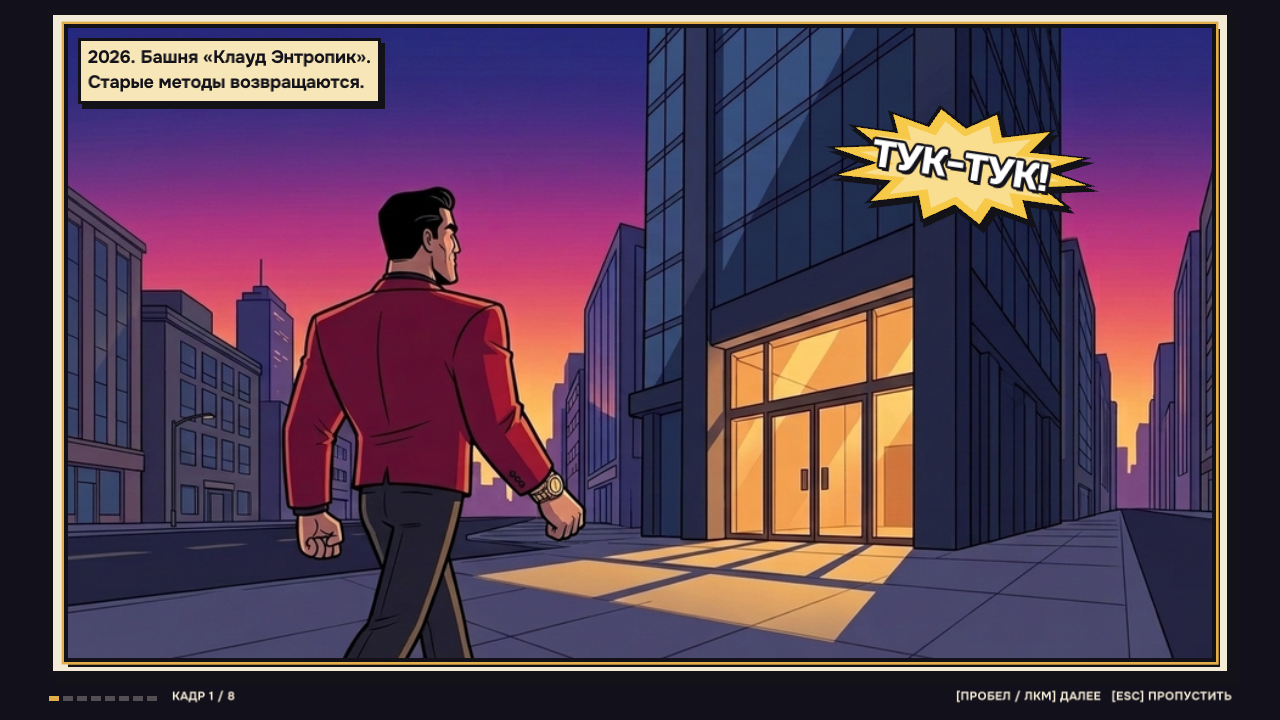 2026. Башня «Клауд Энтропик».
Старые методы возвращаются.
ТУК-ТУК!
КАДР 1 / 8
[ПРОБЕЛ / ЛКМ] ДАЛЕЕ [ESC] ПРОПУСТИТЬ